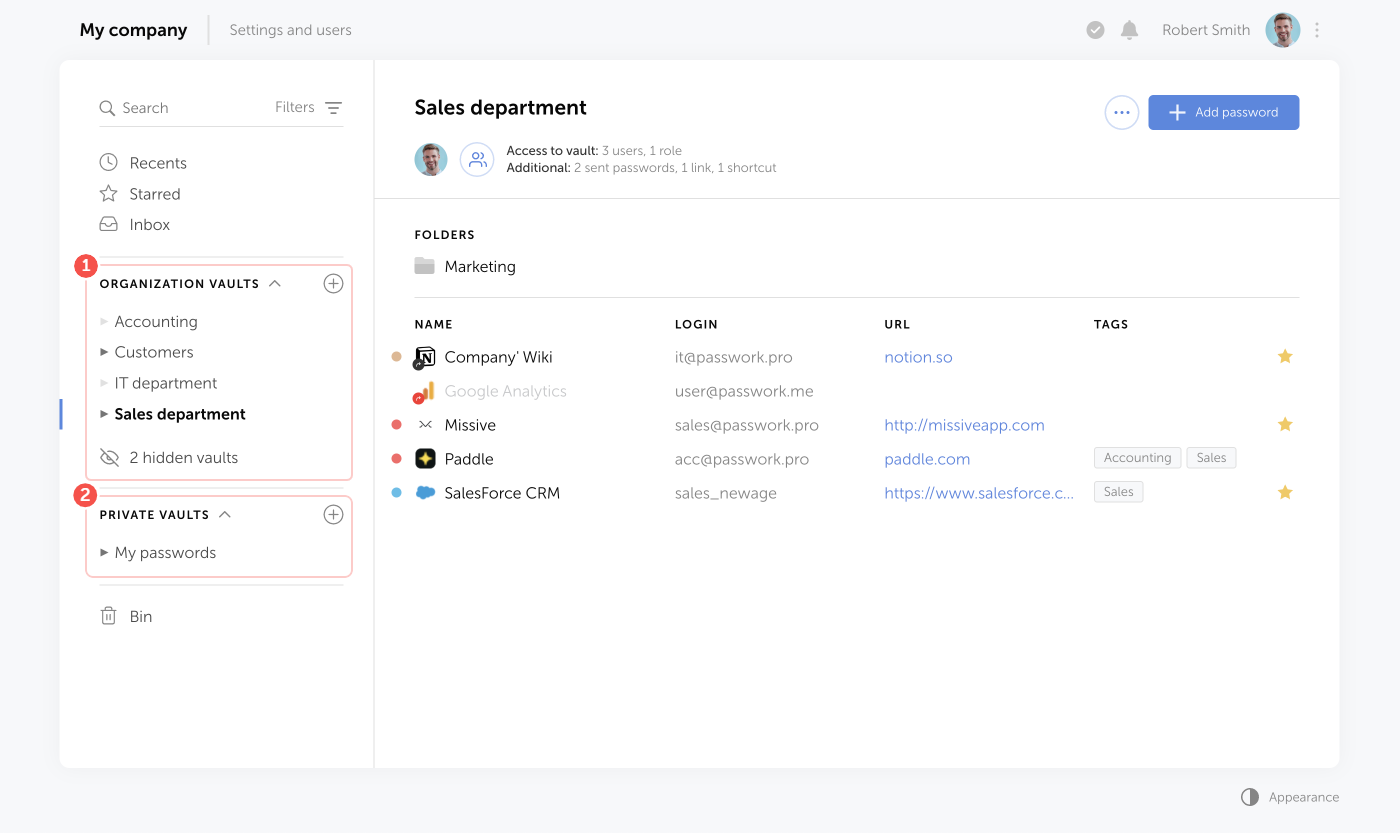 My company
Settings and users
Robert Smith
Search
Filters
Recents
Starred
Inbox
1
ORGANIZATION VAULTS
Accounting
Customers
IT department
Sales department
2 hidden vaults
2
PRIVATE VAULTS
My passwords
Bin
Sales department
Add password
Access to vault: 3 users, 1 role
Additional: 2 sent passwords, 1 link, 1 shortcut
FOLDERS
Marketing
NAME LOGIN URL TAGS
Company' Wiki it@passwork.pro notion.so
Google Analytics user@passwork.me
Missive sales@passwork.pro http://missiveapp.com
Paddle acc@passwork.pro paddle.com Accounting Sales
SalesForce CRM sales_newage https://www.salesforce.c... Sales
Appearance